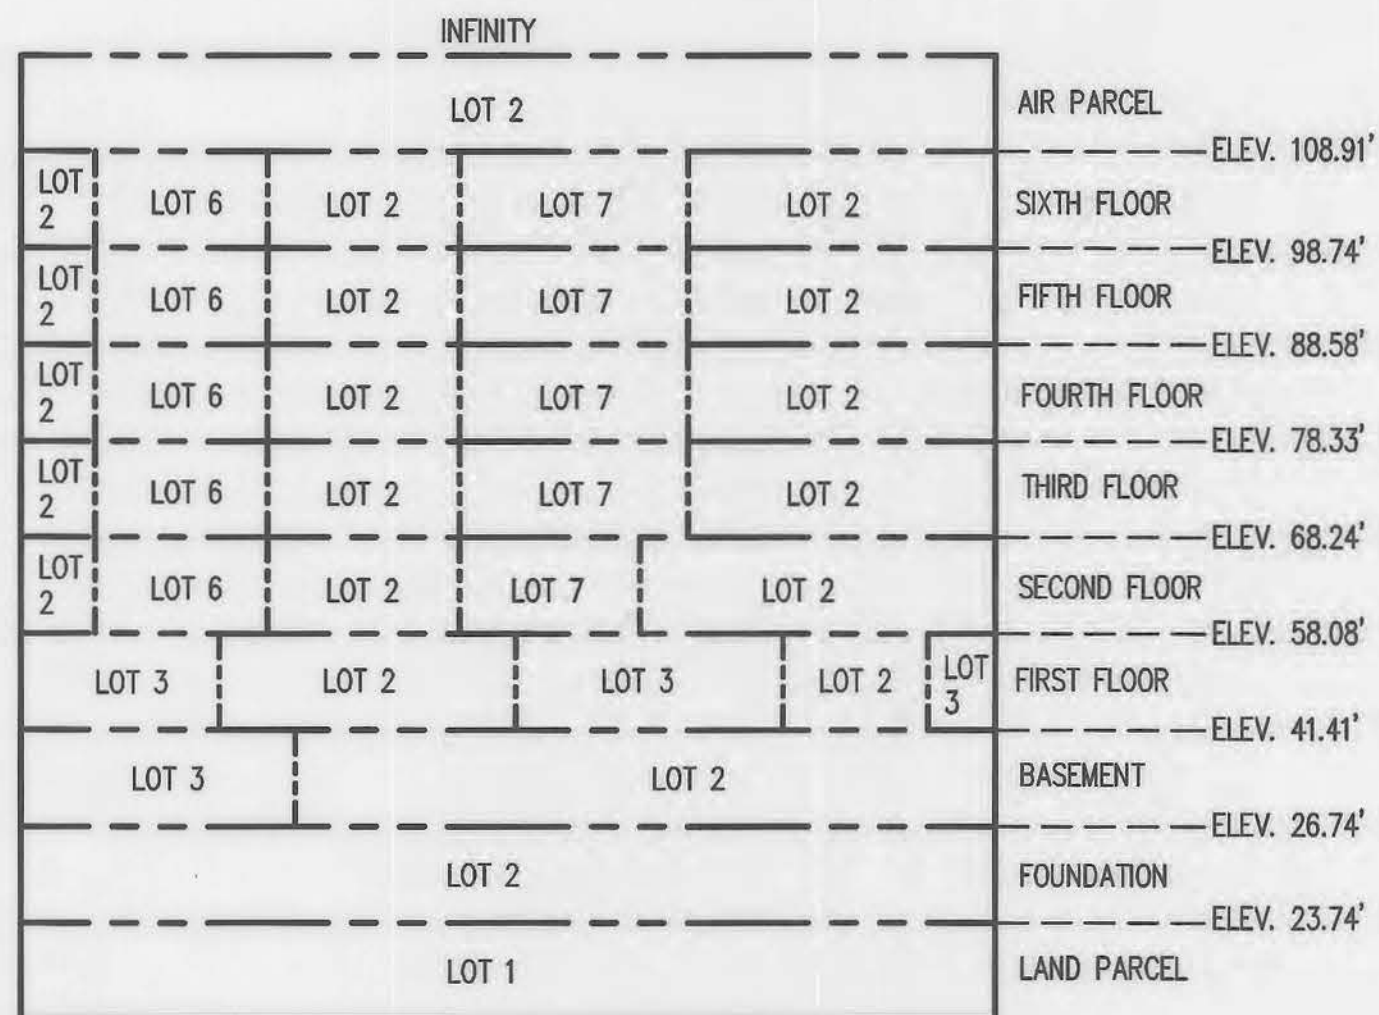 INFINITY
LOT 2 AIR PARCEL
ELEV. 108.91'
LOT 2 LOT 6 LOT 2 LOT 7 LOT 2 SIXTH FLOOR
ELEV. 98.74'
LOT 2 LOT 6 LOT 2 LOT 7 LOT 2 FIFTH FLOOR
ELEV. 88.58'
LOT 2 LOT 6 LOT 2 LOT 7 LOT 2 FOURTH FLOOR
ELEV. 78.33'
LOT 2 LOT 6 LOT 2 LOT 7 LOT 2 THIRD FLOOR
ELEV. 68.24'
LOT 2 LOT 6 LOT 2 LOT 7 LOT 2 SECOND FLOOR
ELEV. 58.08'
LOT 3 LOT 2 LOT 3 LOT 2 LOT 3 FIRST FLOOR
ELEV. 41.41'
LOT 3 LOT 2 BASEMENT
ELEV. 26.74'
LOT 2 FOUNDATION
ELEV. 23.74'
LOT 1 LAND PARCEL